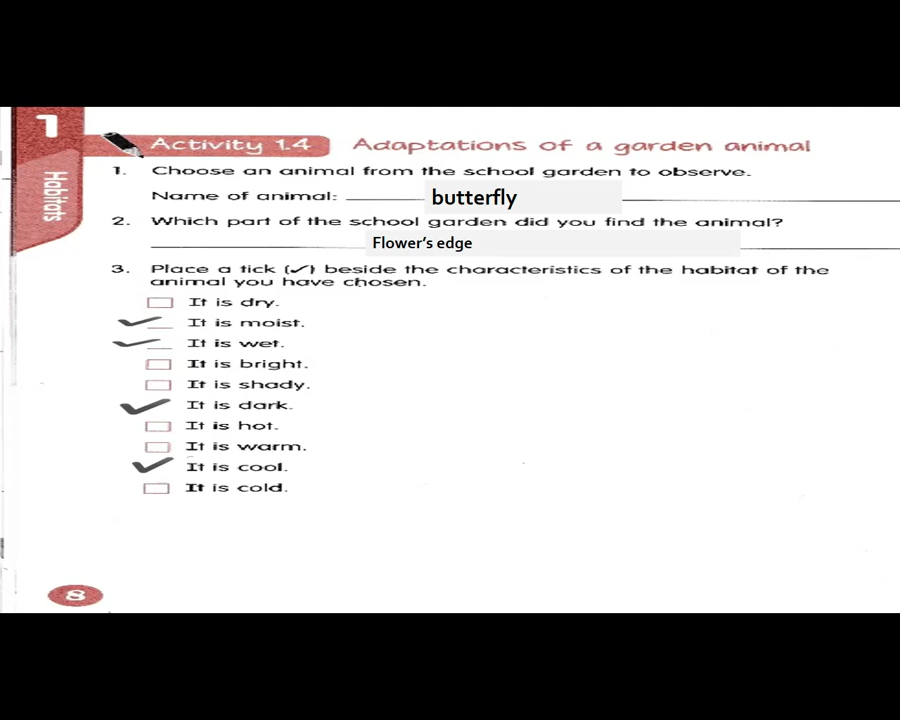 1
Habitats
Activity 1.4 Adaptations of a garden animal
1. Choose an animal from the school garden to observe.
Name of animal: butterfly
2. Which part of the school garden did you find the animal?
Flower's edge
3. Place a tick (✓) beside the characteristics of the habitat of the
animal you have chosen.
It is dry.
✓ It is moist.
✓ It is wet.
It is bright.
It is shady.
✓ It is dark.
It is hot.
It is warm.
✓ It is cool.
It is cold.
8